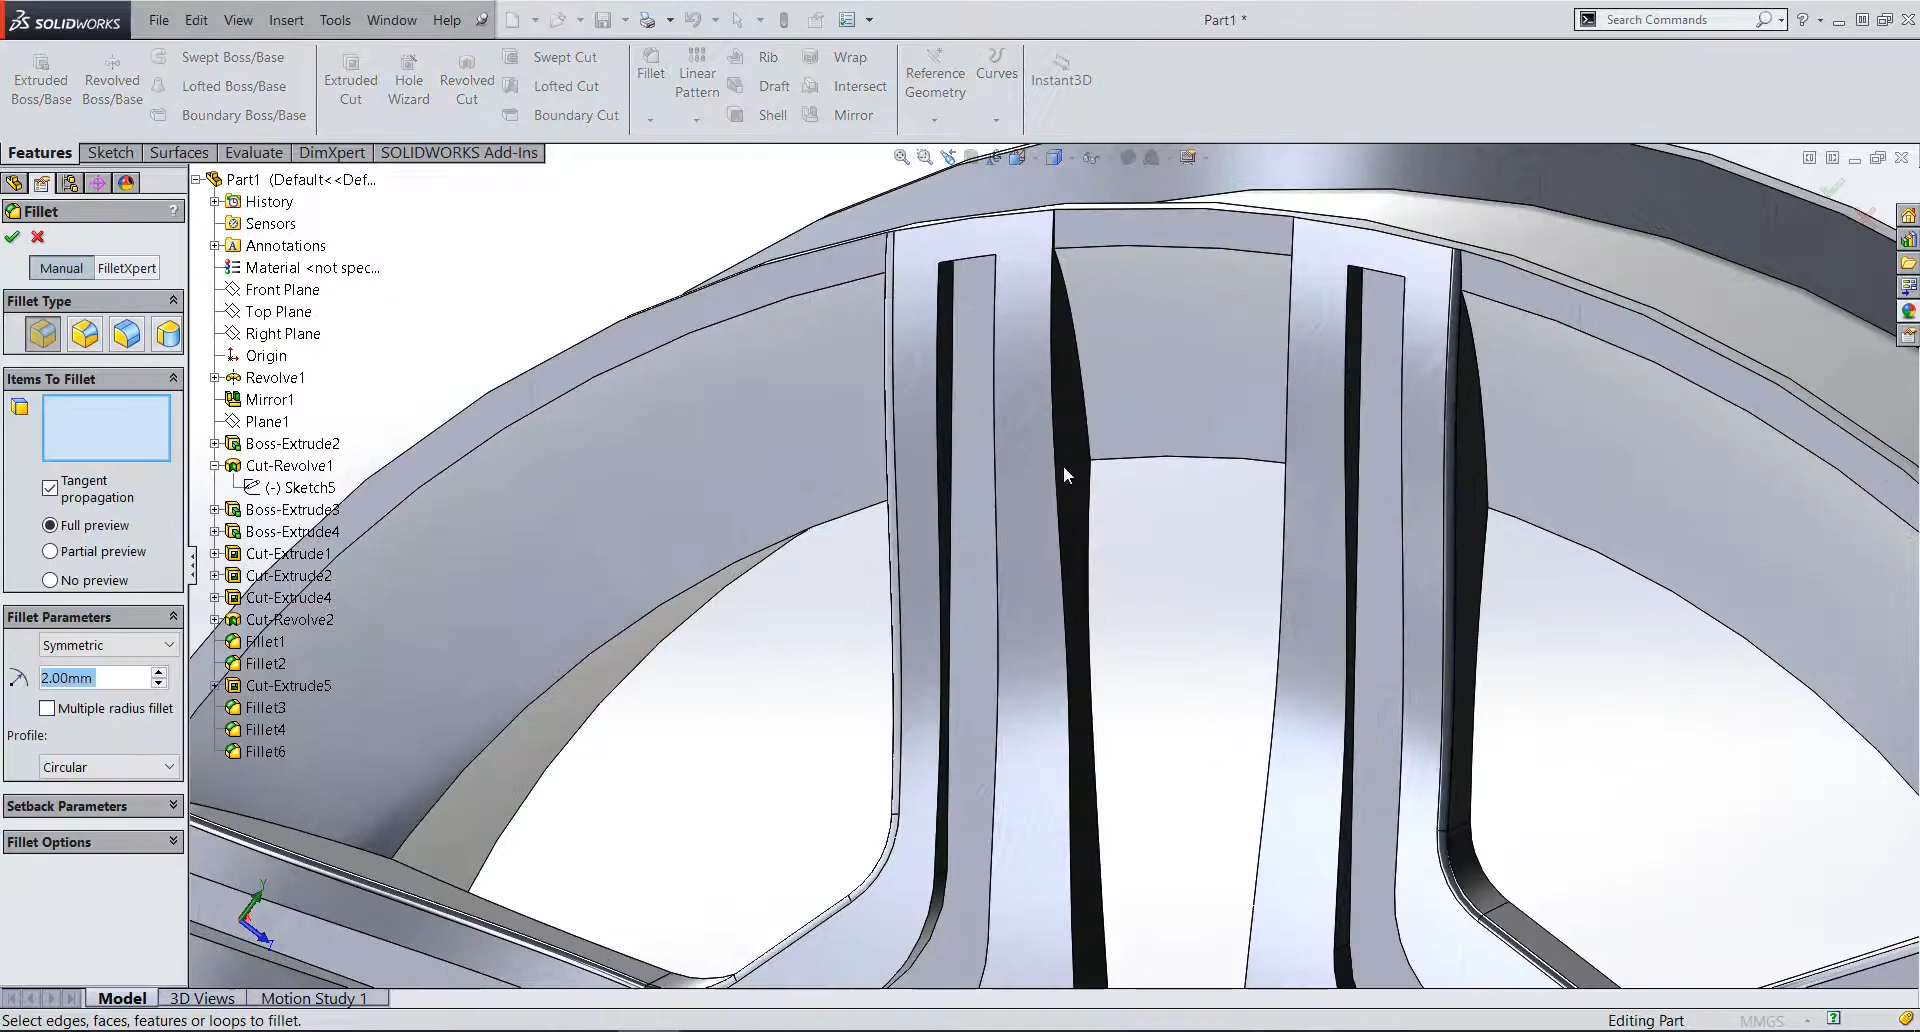 SOLIDWORKS File Edit View Insert Tools Window Help Part1 * Search Commands ?
Extruded Boss/Base
Revolved Boss/Base
Swept Boss/Base
Lofted Boss/Base
Boundary Boss/Base
Extruded Cut
Hole Wizard
Revolved Cut
Swept Cut
Lofted Cut
Boundary Cut
Fillet
Linear Pattern
Rib
Draft
Shell
Wrap
Intersect
Mirror
Reference Geometry
Curves
Instant3D
Features Sketch Surfaces Evaluate DimXpert SOLIDWORKS Add-Ins
Fillet ?
Manual FilletXpert
Fillet Type
Items To Fillet
Tangent
propagation
Full preview
Partial preview
No preview
Fillet Parameters
Symmetric
2.00mm
Multiple radius fillet
Profile:
Circular
Setback Parameters
Fillet Options
Part1 (Default<<Def...
History
Sensors
Annotations
Material <not spec...
Front Plane
Top Plane
Right Plane
Origin
Revolve1
Mirror1
Plane1
Boss-Extrude2
Cut-Revolve1
(-) Sketch5
Boss-Extrude3
Boss-Extrude4
Cut-Extrude1
Cut-Extrude2
Cut-Extrude4
Cut-Revolve2
Fillet1
Fillet2
Cut-Extrude5
Fillet3
Fillet4
Fillet6
Y
Z
Model 3D Views Motion Study 1
Select edges, faces, features or loops to fillet. Editing Part MMGS ?